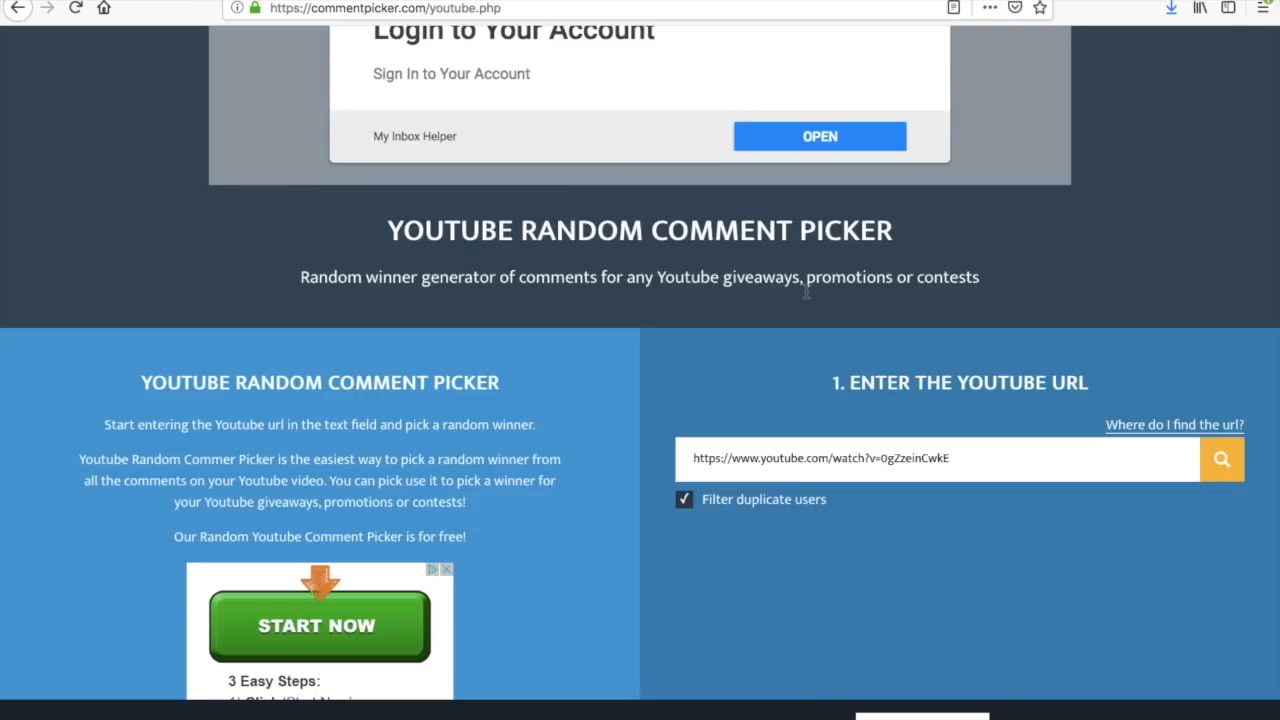 https://commentpicker.com/youtube.php
Login to Your Account
Sign In to Your Account
My Inbox Helper
OPEN
YOUTUBE RANDOM COMMENT PICKER
Random winner generator of comments for any Youtube giveaways, promotions or contests
YOUTUBE RANDOM COMMENT PICKER
Start entering the Youtube url in the text field and pick a random winner.
Youtube Random Commer Picker is the easiest way to pick a random winner from
all the comments on your Youtube video. You can pick use it to pick a winner for
your Youtube giveaways, promotions or contests!
Our Random Youtube Comment Picker is for free!
START NOW
3 Easy Steps:
1. ENTER THE YOUTUBE URL
Where do I find the url?
https://www.youtube.com/watch?v=0gZzeinCwkE
Filter duplicate users